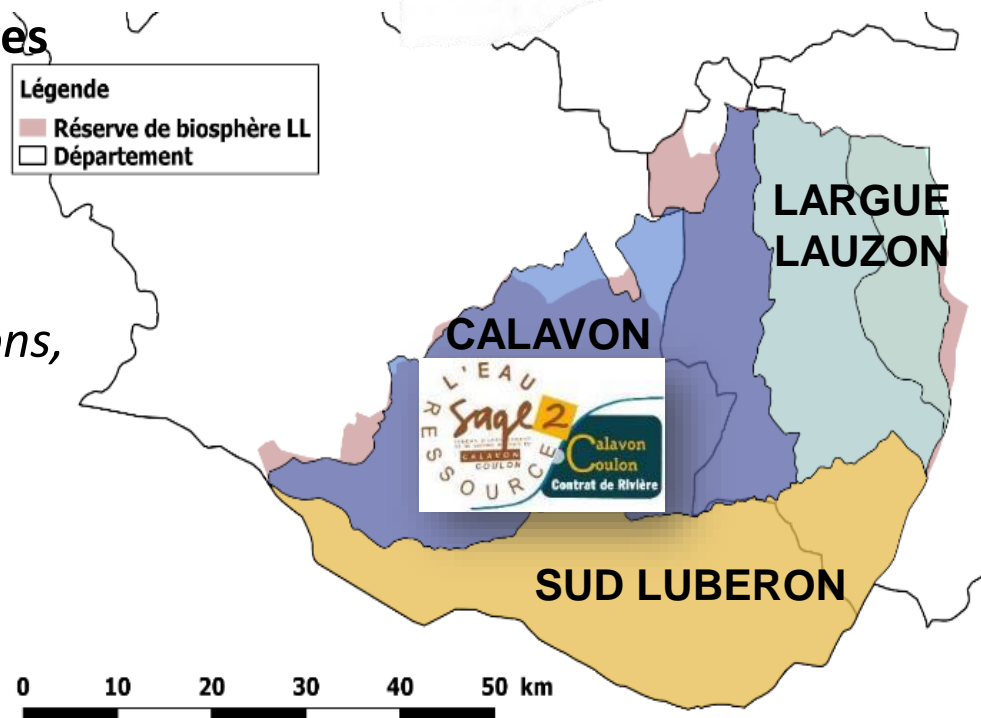 es
Légende
Réserve de biosphère LL
Département
LARGUE
LAUZON
ons,
CALAVON
L'EAU
RESSOURCE
Sage 2
CALAVON
COULON
Calavon
Coulon
Contrat de Rivière
SUD LUBERON
0 10 20 30 40 50 km